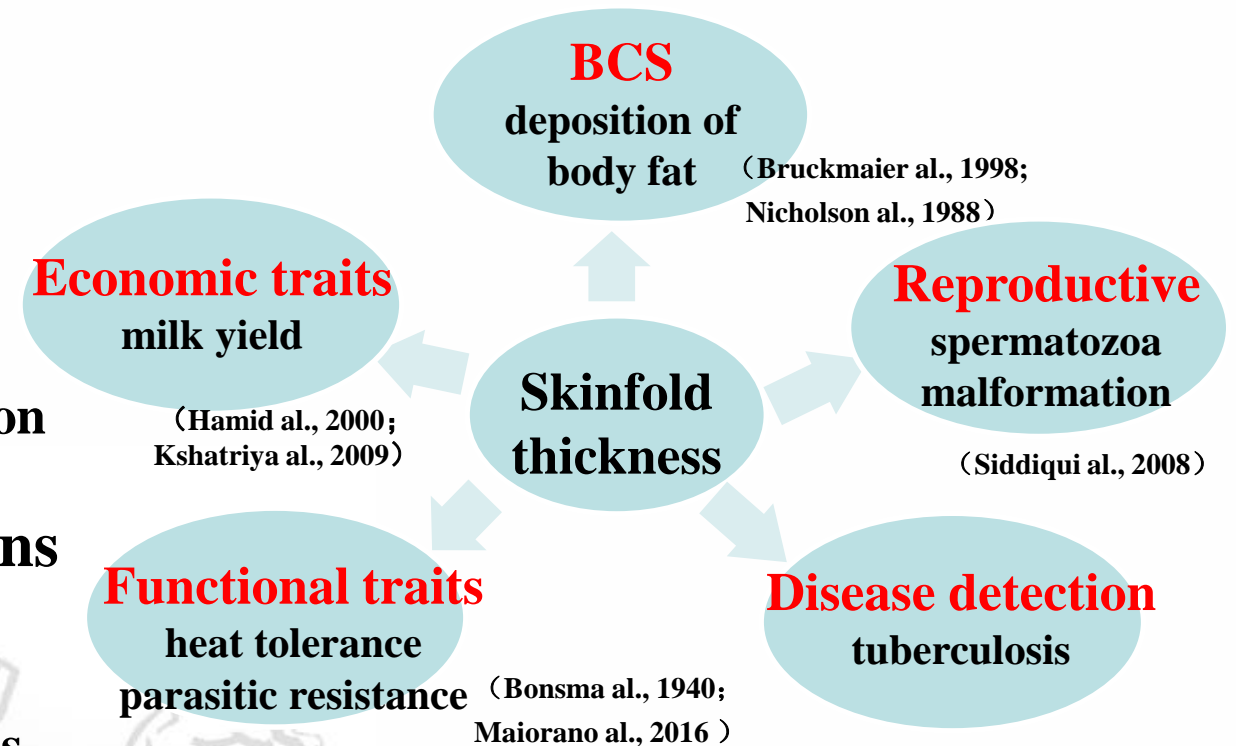 BCS
deposition of
body fat
（Bruckmaier al., 1998;
Nicholson al., 1988）
Economic traits
milk yield
（Hamid al., 2000；
Kshatriya al., 2009）
Reproductive
spermatozoa
malformation
（Siddiqui al., 2008）
Skinfold
thickness
on
ns
Functional traits
heat tolerance
parasitic resistance
（Bonsma al., 1940；
Maiorano al., 2016 ）
Disease detection
tuberculosis